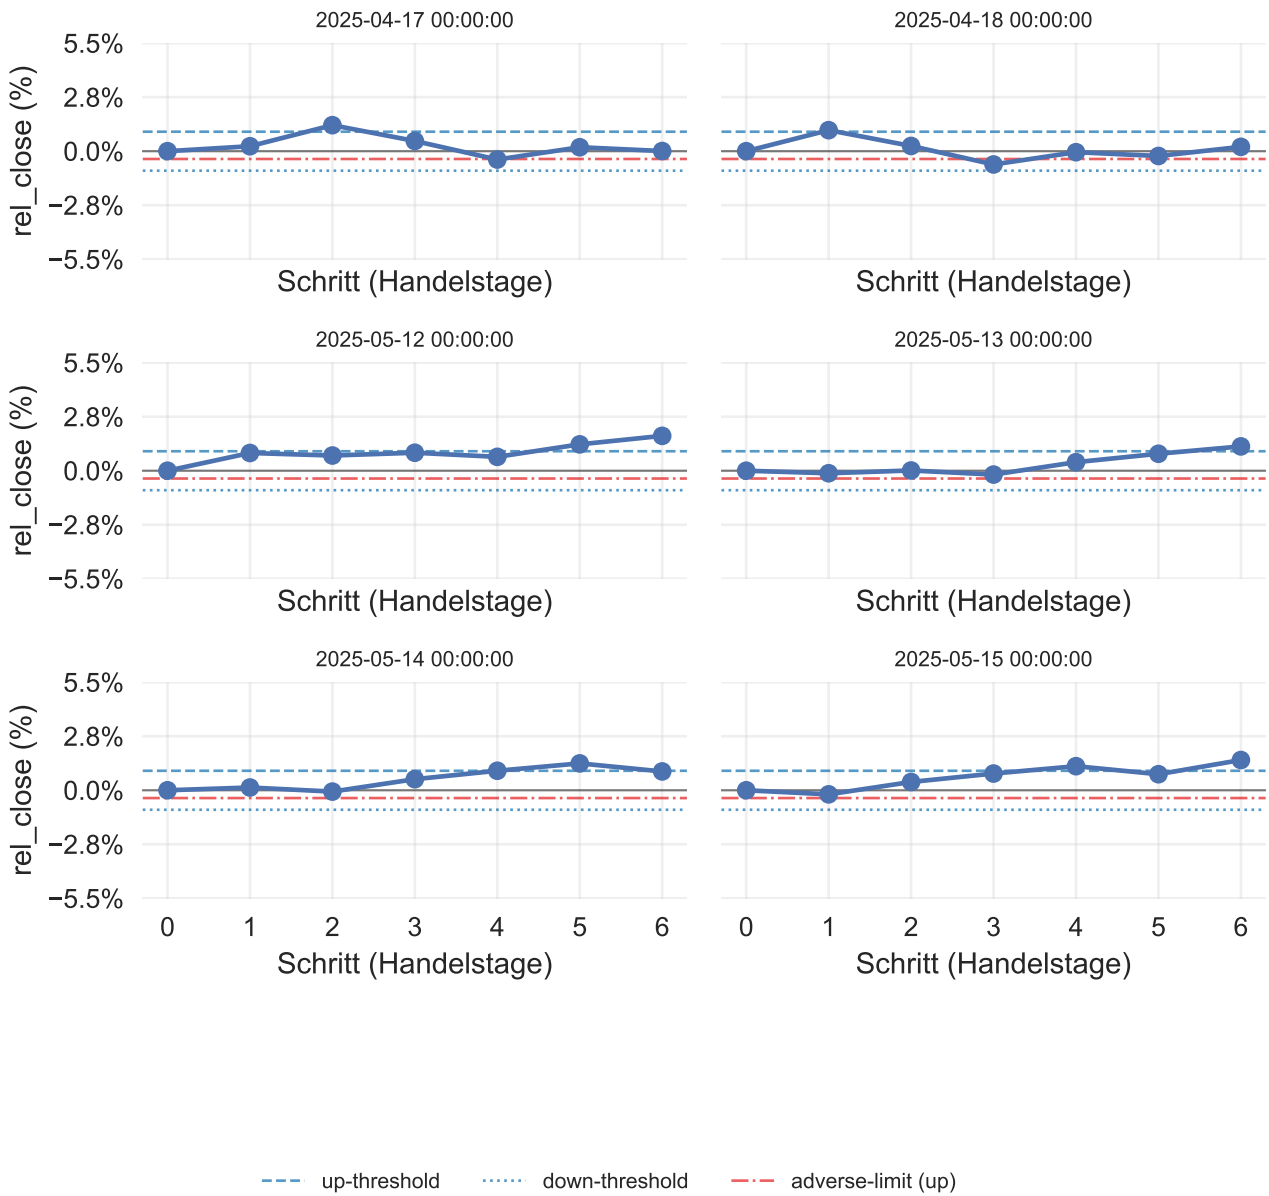 2025-04-17 00:00:00
2025-04-18 00:00:00
5.5%
2.8%
0.0%
−2.8%
−5.5%
rel_close (%)
Schritt (Handelstage)
Schritt (Handelstage)
2025-05-12 00:00:00
2025-05-13 00:00:00
5.5%
2.8%
0.0%
−2.8%
−5.5%
rel_close (%)
Schritt (Handelstage)
Schritt (Handelstage)
2025-05-14 00:00:00
2025-05-15 00:00:00
5.5%
2.8%
0.0%
−2.8%
−5.5%
rel_close (%)
0 1 2 3 4 5 6
0 1 2 3 4 5 6
Schritt (Handelstage)
Schritt (Handelstage)
up-threshold down-threshold adverse-limit (up)